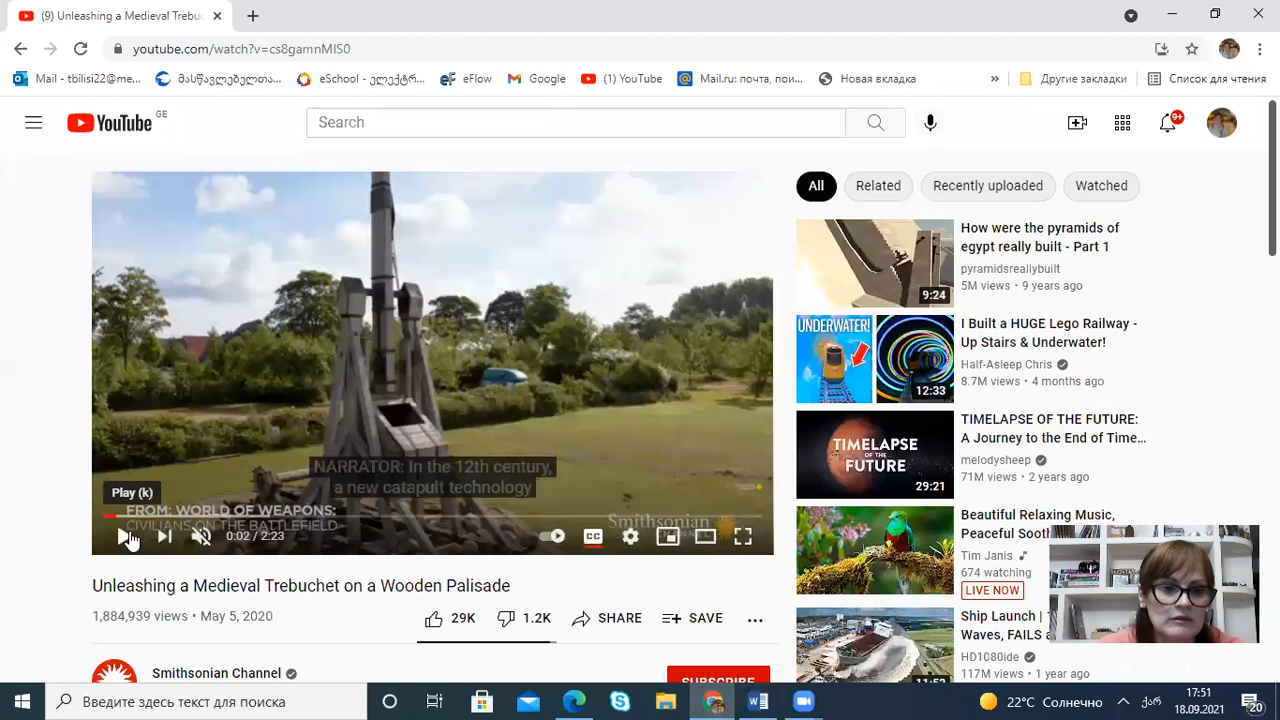 (9) Unleashing a Medieval Trebuc
youtube.com/watch?v=cs8gamnMIS0
Mail - tbilisi22@me...
მასწავლებელთა...
eSchool - ელექტრ...
eFlow
Google
(1) YouTube
Mail.ru: почта, пои...
Новая вкладка
»
Другие закладки
Список для чтения
YouTube GE
Search
9+
All
Related
Recently uploaded
Watched
NARRATOR: In the 12th century,
a new catapult technology
Play (k)
FROM: WORLD OF WEAPONS:
CIVILIANS ON THE BATTLEFIELD
Smithsonian
CHANNEL
0:02 / 2:23
CC
Unleashing a Medieval Trebuchet on a Wooden Palisade
1,884,939 views • May 5, 2020
29K
1.2K
SHARE
SAVE
Smithsonian Channel
SUBSCRIBE
9:24
How were the pyramids of
egypt really built - Part 1
pyramidsreallybuilt
5M views • 9 years ago
UNDERWATER!
12:33
I Built a HUGE Lego Railway -
Up Stairs & Underwater!
Half-Asleep Chris
8.7M views • 4 months ago
TIMELAPSE
OF THE
FUTURE
29:21
TIMELAPSE OF THE FUTURE:
A Journey to the End of Time...
melodysheep
71M views • 2 years ago
Beautiful Relaxing Music,
Peaceful Sooth
Tim Janis
674 watching
LIVE NOW
11:52
Ship Launch |
Waves, FAILS a
HD1080ide
117M views • 1 year ago
Введите здесь текст для поиска
22°C Солнечно
ქარ
17:51
18.09.2021
20